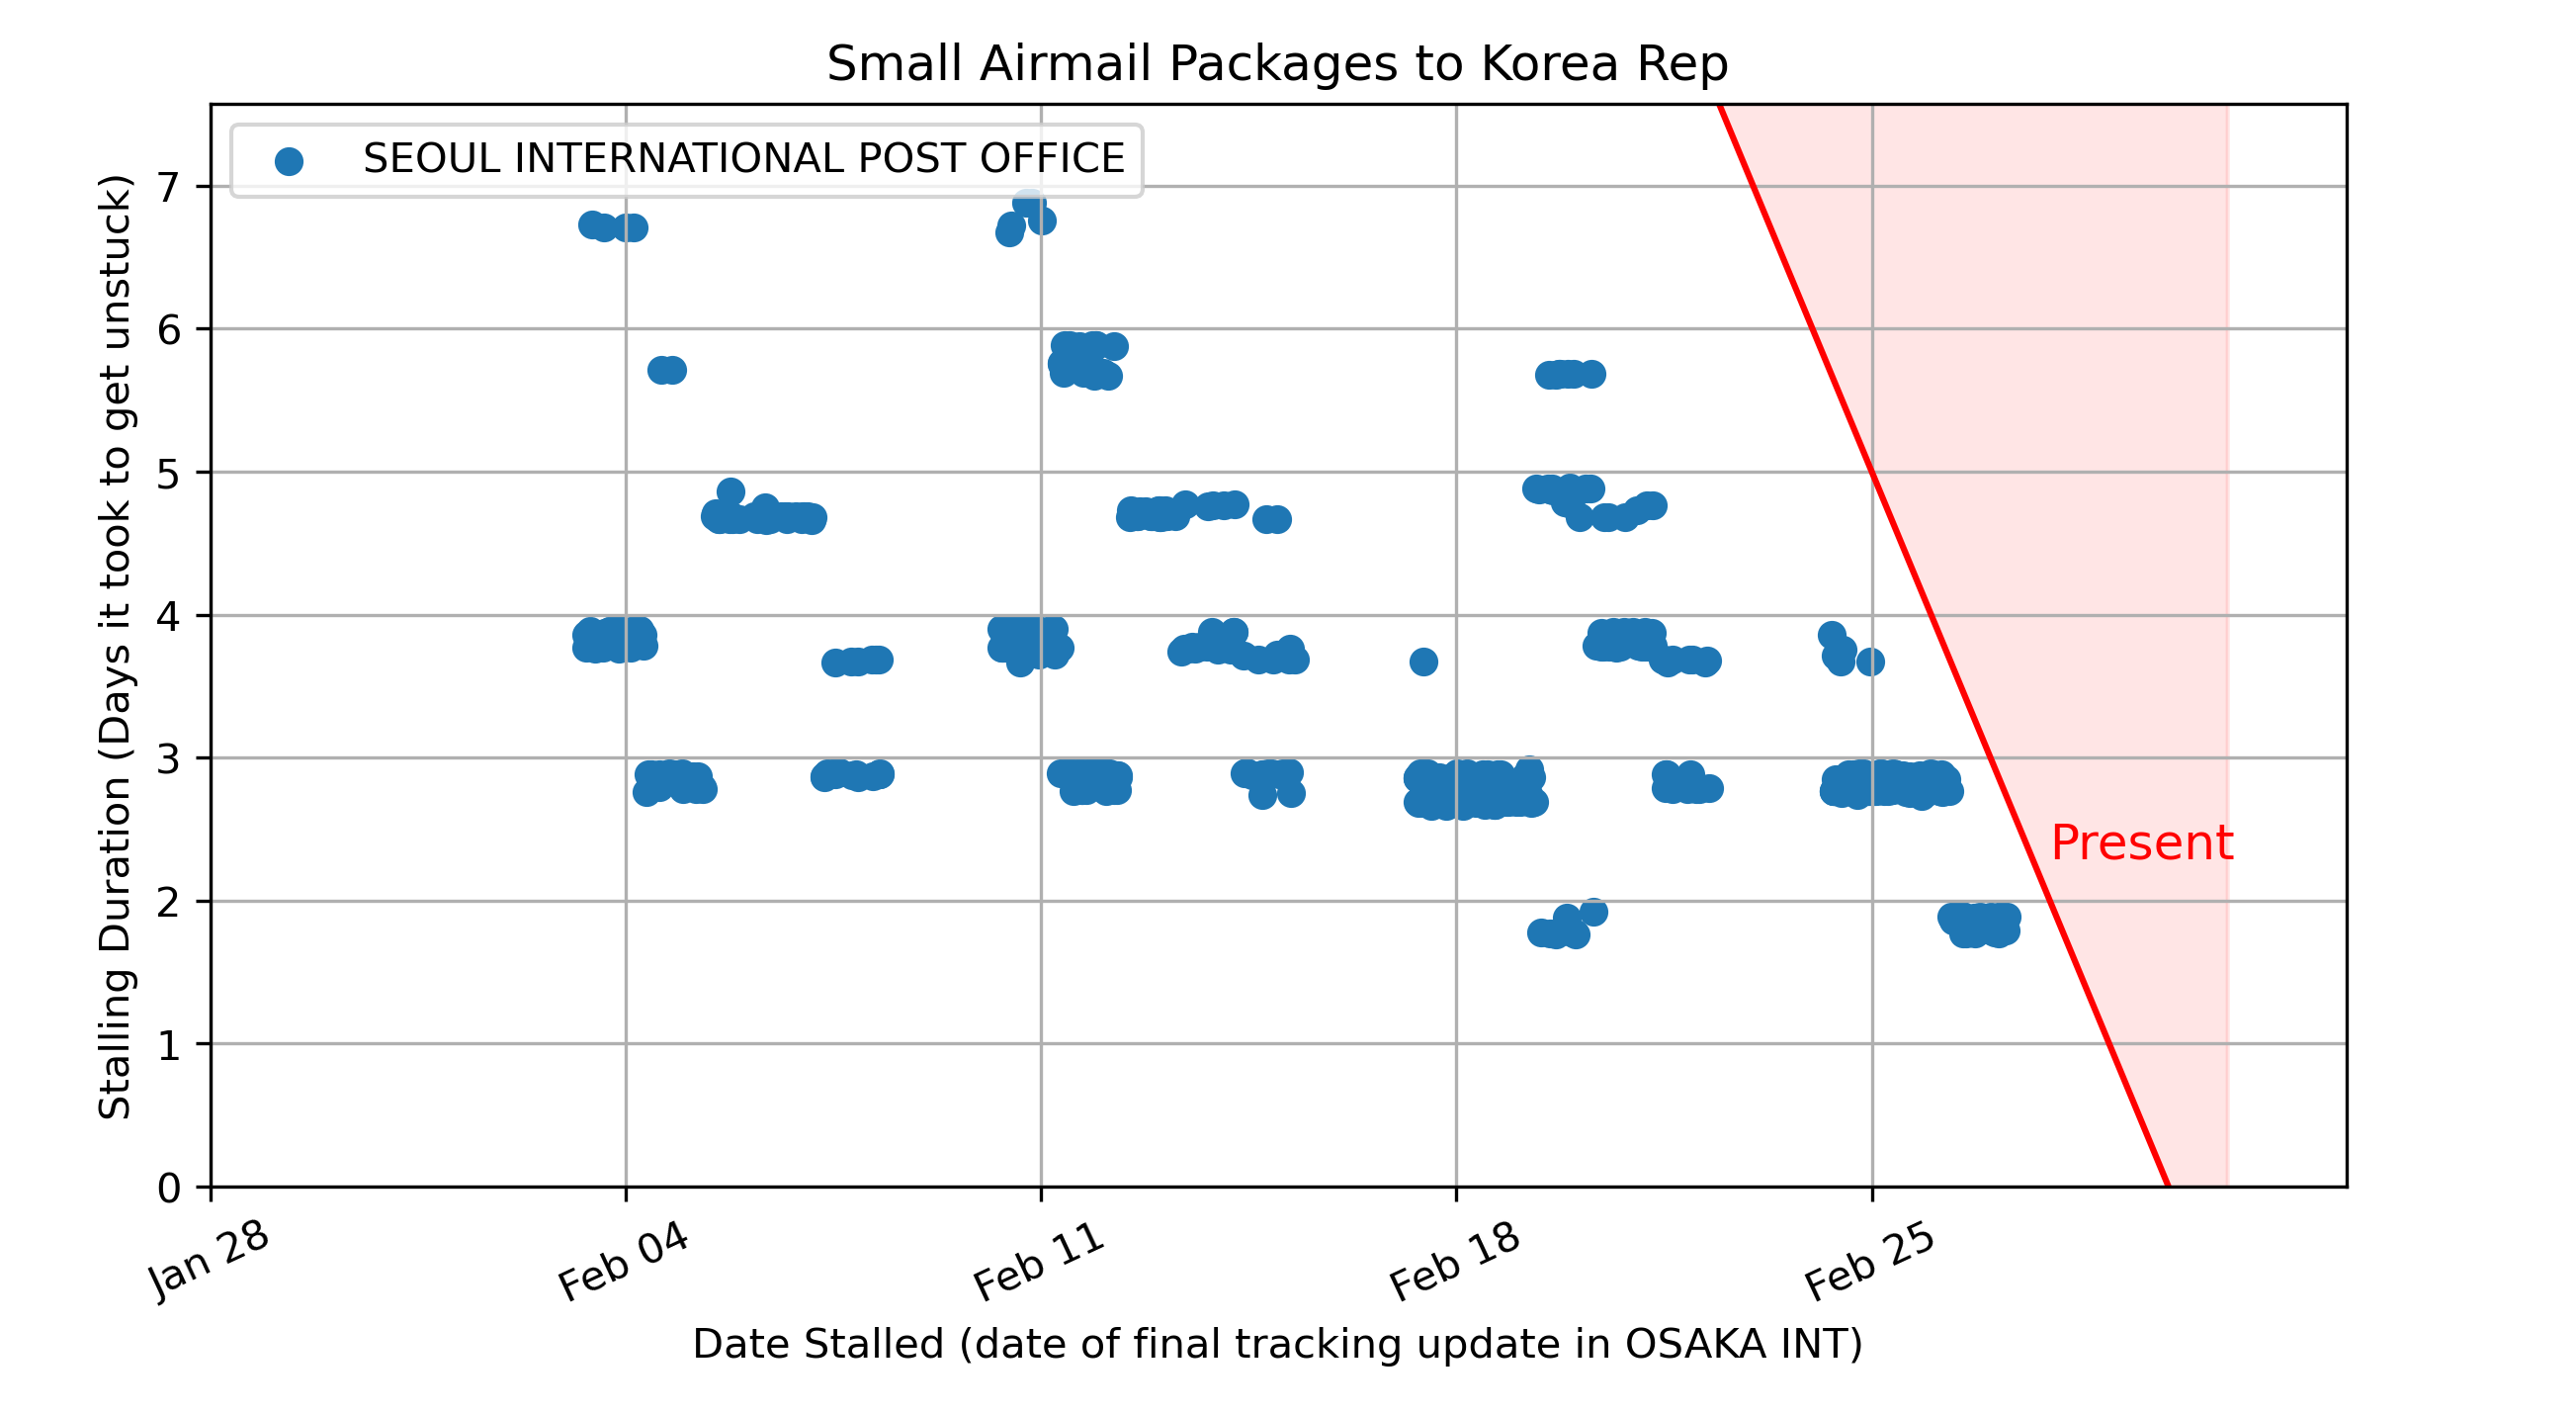 Small Airmail Packages to Korea Rep
SEOUL INTERNATIONAL POST OFFICE
Stalling Duration (Days it took to get unstuck)
7
6
5
4
3
2
1
0
Present
Jan 28
Feb 04
Feb 11
Feb 18
Feb 25
Date Stalled (date of final tracking update in OSAKA INT)